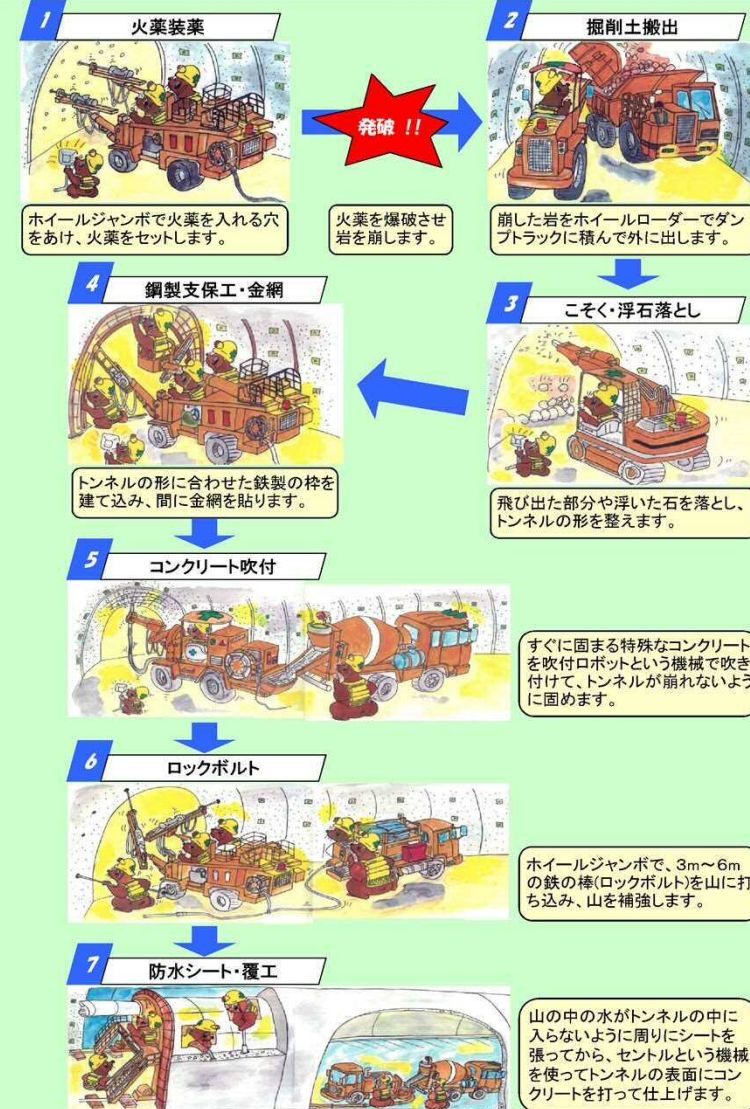 1
火薬装薬
ホイールジャンボで火薬を入れる穴
をあけ、火薬をセットします。
発破 !!
火薬を爆破させ
岩を崩します。
2
掘削土搬出
崩した岩をホイールローダーでダン
プトラックに積んで外に出します。
3
こそく・浮石落とし
飛び出た部分や浮いた石を落とし、
トンネルの形を整えます。
4
鋼製支保工・金網
トンネルの形に合わせた鉄製の枠を
建て込み、間に金網を貼ります。
5
コンクリート吹付
すぐに固まる特殊なコンクリート
を吹付ロボットという機械で吹き
付けて、トンネルが崩れないよう
に固めます。
6
ロックボルト
ホイールジャンボで、3m～6m
の鉄の棒(ロックボルト)を山に打
ち込み、山を補強します。
7
防水シート・覆工
山の中の水がトンネルの中に
入らないように周りにシートを
張ってから、セントルという機械
を使ってトンネルの表面にコン
クリートを打って仕上げます。